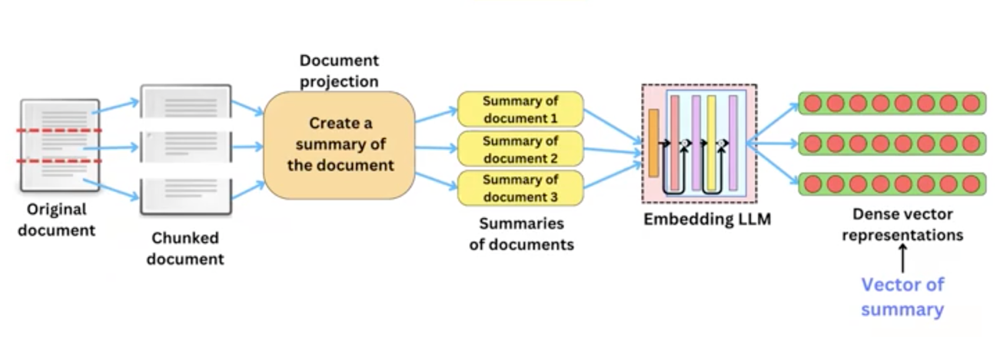 Original
document
Chunked
document
Document
projection
Create a
summary of
the document
Summary of
document 1
Summary of
document 2
Summary of
document 3
Summaries
of documents
Embedding LLM
Dense vector
representations
Vector of
summary